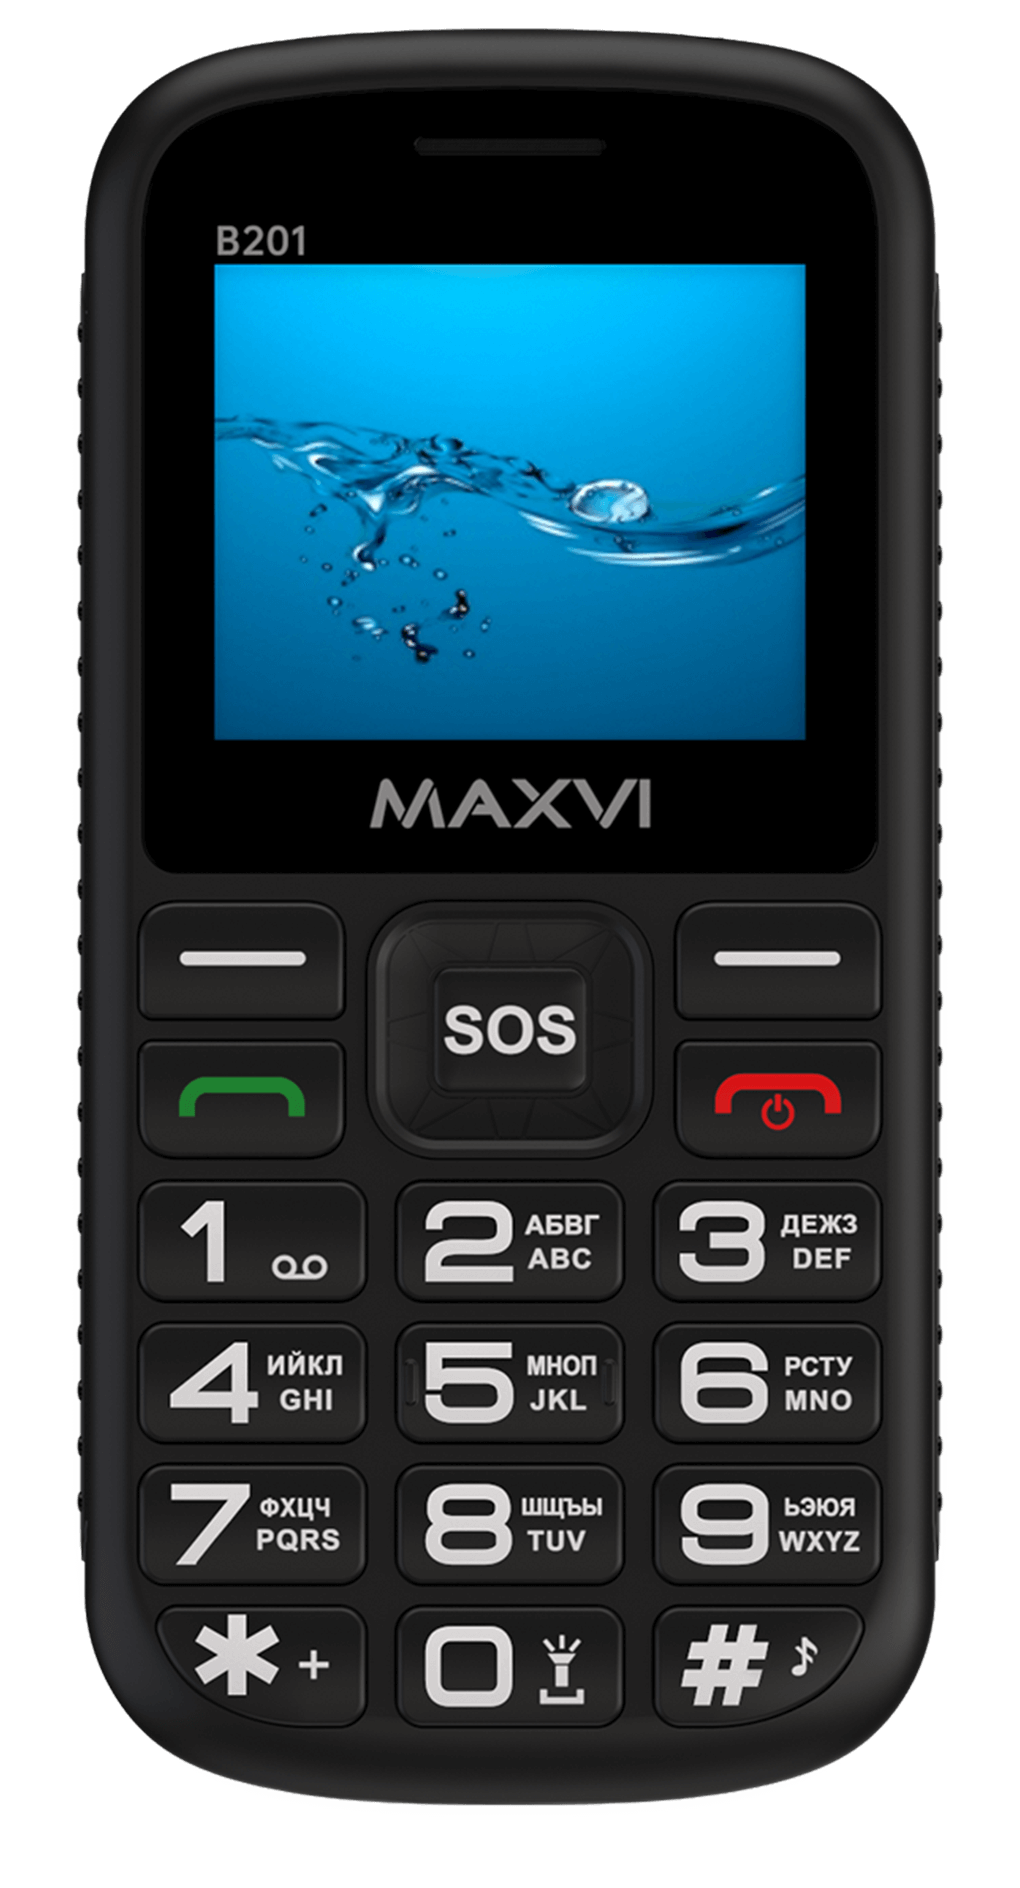 B201
MAXVI
SOS
1
2 АБВГ
ABC
3 ДЕЖЗ
DEF
4 ИЙКЛ
GHI
5 МНОП
JKL
6 РСТУ
MNO
7 ФХЦЧ
PQRS
8 ШЩЪЫ
TUV
9 ЬЭЮЯ
WXYZ
* +
0
#